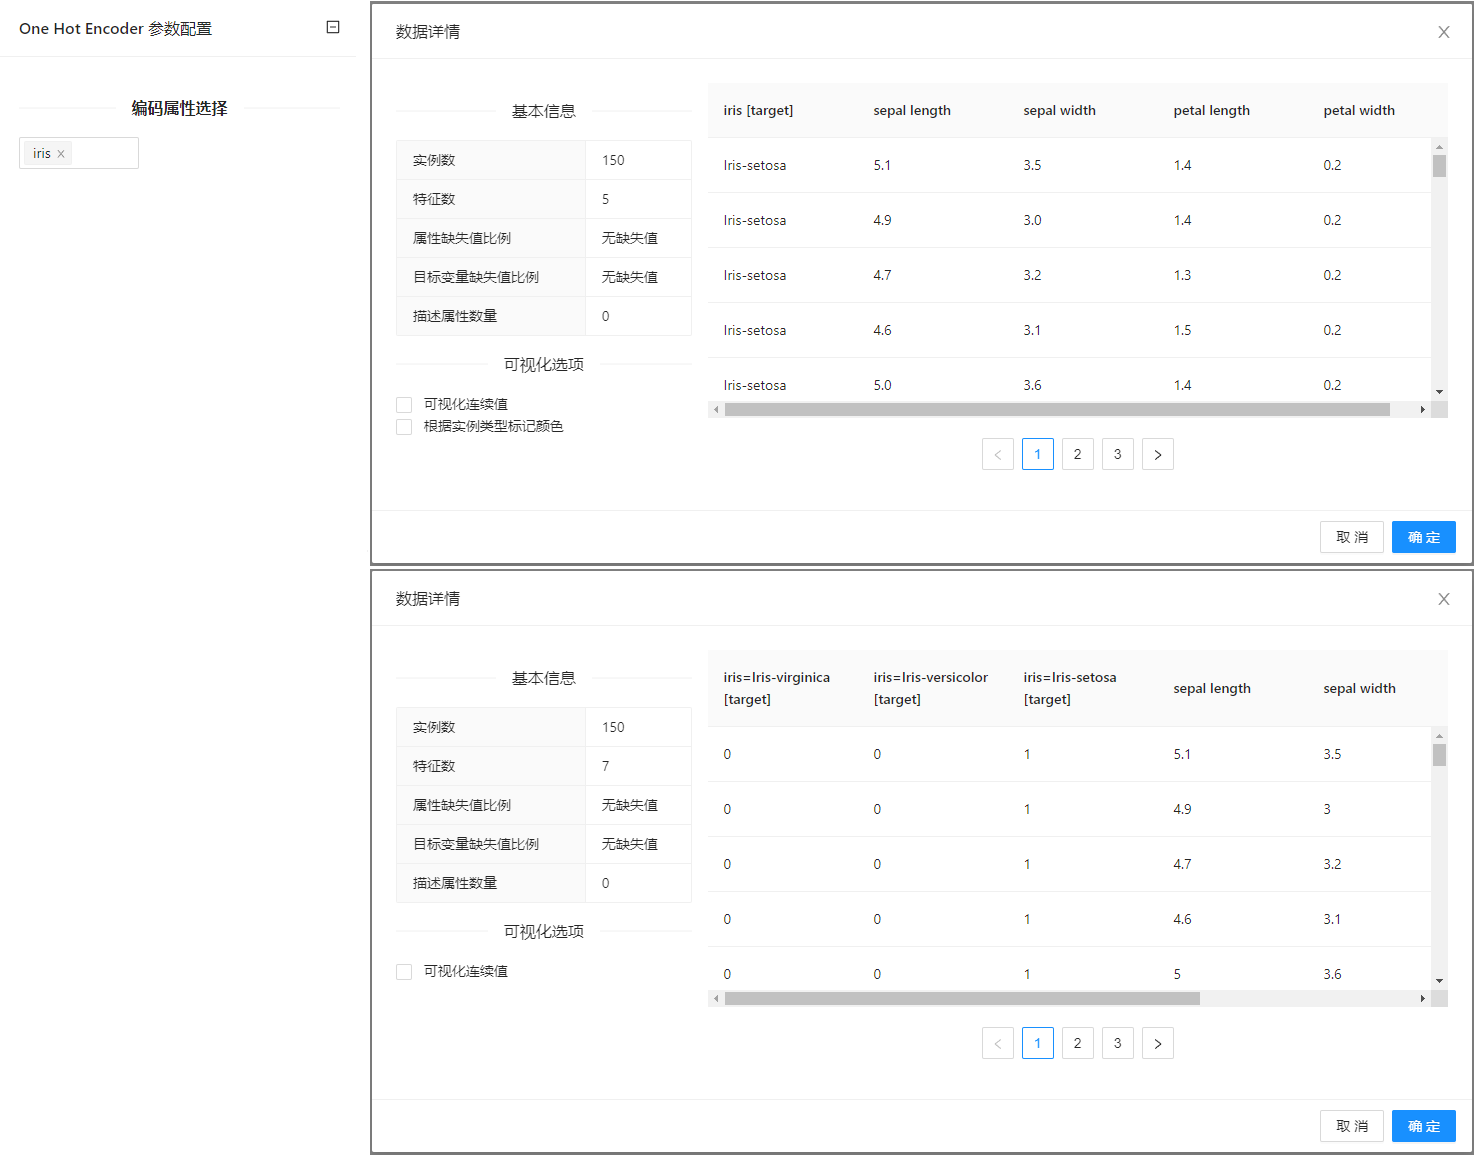 One Hot Encoder 参数配置
编码属性选择
iris
数据详情
基本信息
实例数 150
特征数 5
属性缺失值比例 无缺失值
目标变量缺失值比例 无缺失值
描述属性数量 0
可视化选项
可视化连续值
根据实例类型标记颜色
iris [target] sepal length sepal width petal length petal width
Iris-setosa 5.1 3.5 1.4 0.2
Iris-setosa 4.9 3.0 1.4 0.2
Iris-setosa 4.7 3.2 1.3 0.2
Iris-setosa 4.6 3.1 1.5 0.2
Iris-setosa 5.0 3.6 1.4 0.2
1 2 3
取消 确定
数据详情
基本信息
实例数 150
特征数 7
属性缺失值比例 无缺失值
目标变量缺失值比例 无缺失值
描述属性数量 0
可视化选项
可视化连续值
iris=Iris-virginica iris=Iris-versicolor iris=Iris-setosa sepal length sepal width
[target] [target] [target]
0 0 1 5.1 3.5
0 0 1 4.9 3
0 0 1 4.7 3.2
0 0 1 4.6 3.1
0 0 1 5 3.6
1 2 3
取消 确定